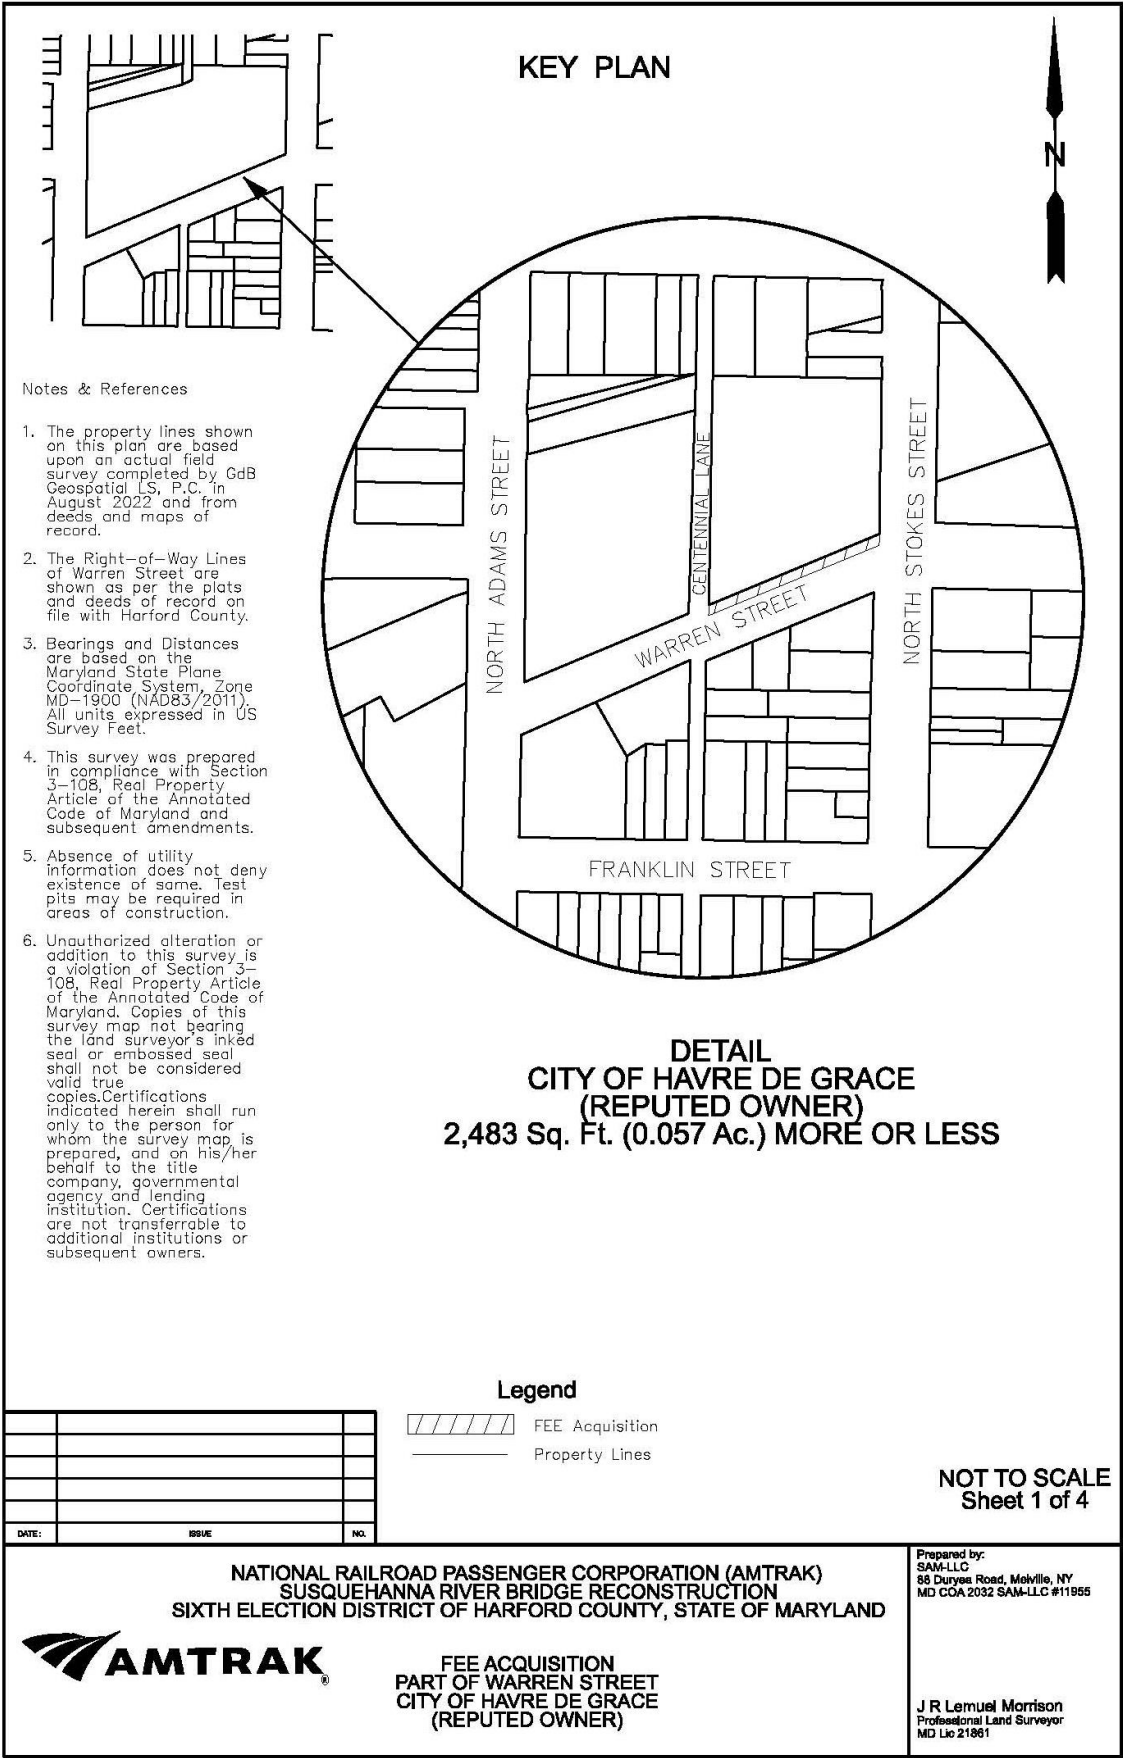 KEY PLAN
N
Notes & References
1. The property lines shown
on this plan are based
upon an actual field
survey completed by GdB
Geospatial LS, P.C. in
August 2022 and from
deeds and maps of
record.
2. The Right-of-Way Lines
of Warren Street are
shown as per the plats
and deeds of record on
file with Harford County.
3. Bearings and Distances
are based on the
Maryland State Plane
Coordinate System, Zone
MD-1900 (NAD83/2011).
All units expressed in US
Survey Feet.
4. This survey was prepared
in compliance with Section
3-108, Real Property
Article of the Annotated
Code of Maryland and
subsequent amendments.
5. Absence of utility
information does not deny
existence of same. Test
pits may be required in
areas of construction.
6. Unauthorized alteration or
addition to this survey is
a violation of Section 3-
108, Real Property Article
of the Annotated Code of
Maryland. Copies of this
survey map not bearing
the land surveyor's inked
seal or embossed seal
shall not be considered
valid true
copies.Certifications
indicated herein shall run
only to the person for
whom the survey map is
prepared, and on his/her
behalf to the title
company, governmental
agency and lending
institution. Certifications
are not transferrable to
additional institutions or
subsequent owners.
NORTH ADAMS STREET
CENTENNIAL LANE
NORTH STOKES STREET
WARREN STREET
FRANKLIN STREET
DETAIL
CITY OF HAVRE DE GRACE
(REPUTED OWNER)
2,483 Sq. Ft. (0.057 Ac.) MORE OR LESS
Legend
FEE Acquisition
Property Lines
NOT TO SCALE
Sheet 1 of 4
DATE: ISSUE NO.
NATIONAL RAILROAD PASSENGER CORPORATION (AMTRAK)
SUSQUEHANNA RIVER BRIDGE RECONSTRUCTION
SIXTH ELECTION DISTRICT OF HARFORD COUNTY, STATE OF MARYLAND
AMTRAK®
FEE ACQUISITION
PART OF WARREN STREET
CITY OF HAVRE DE GRACE
(REPUTED OWNER)
Prepared by:
SAM-LLC
88 Duryea Road, Melville, NY
MD COA 2032 SAM-LLC #11955
J R Lemuel Morrison
Professional Land Surveyor
MD Lic 21861